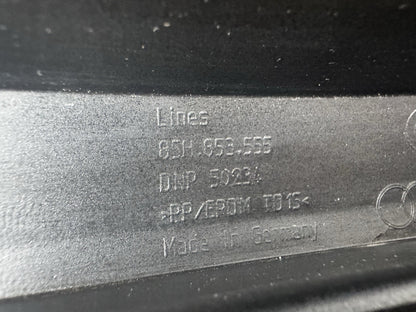 Lines
85H.853.555
DNP 50234
>PP/EPDM TD15<
Made in Germany